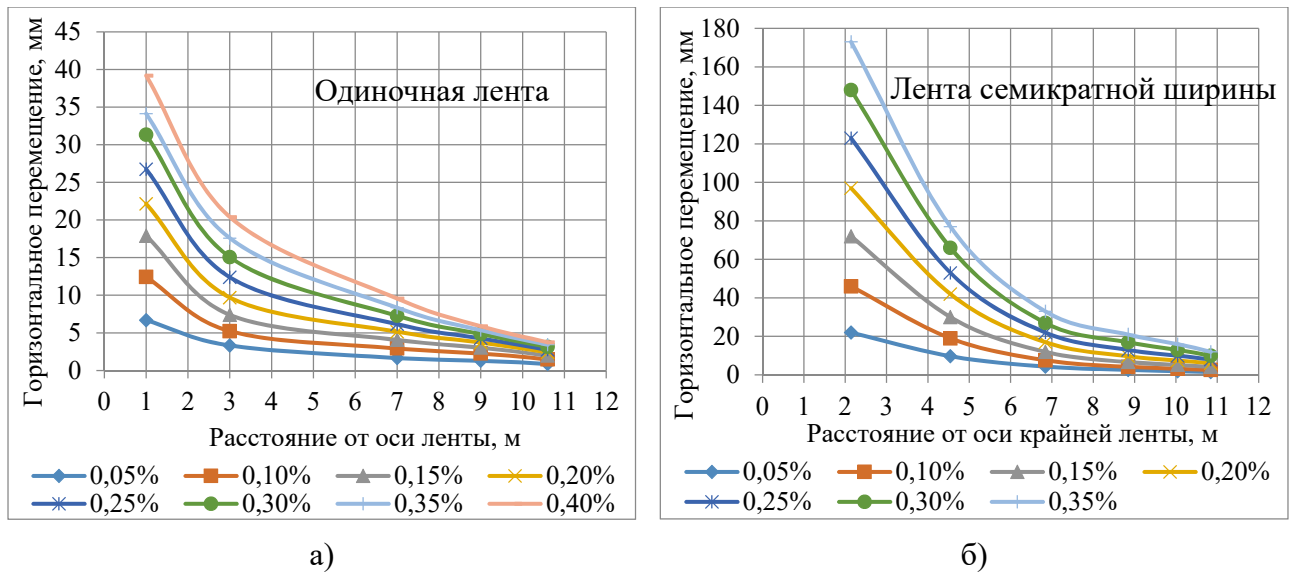 Горизонтальное перемещение, мм
45
40
35
30
25
20
15
10
5
0
Одиночная лента
0 1 2 3 4 5 6 7 8 9 10 11 12
Расстояние от оси ленты, м
0,05% 0,10% 0,15% 0,20%
0,25% 0,30% 0,35% 0,40%
а)
Горизонтальное перемещение, мм
180
160
140
120
100
80
60
40
20
0
Лента семикратной ширины
0 1 2 3 4 5 6 7 8 9 10 11 12
Расстояние от оси крайней ленты, м
0,05% 0,10% 0,15% 0,20%
0,25% 0,30% 0,35%
б)